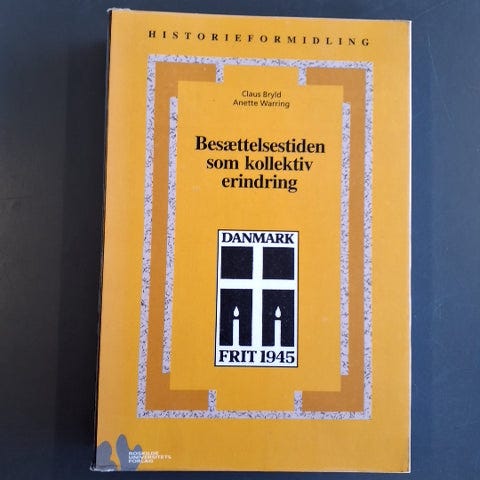 HISTORIEFORMIDLING
Claus Bryld
Anette Warring
Besættelsestiden
som kollektiv
erindring
DANMARK
FRIT 1945
ROSKILDE
UNIVERSITETS
FORLAG